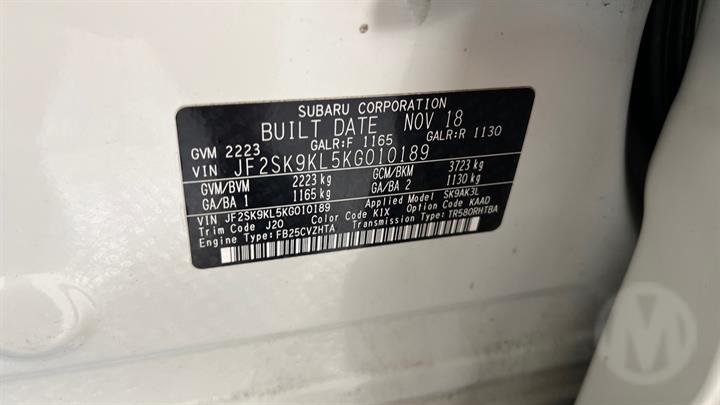 SUBARU CORPORATION
BUILT DATE NOV 18
GVM 2223 GALR:F 1165 GALR:R 1130
VIN JF2SK9KL5KG010189
GVM/BVM 2223 kg GCM/BKM 3723 kg
GA/BA 1 1165 kg GA/BA 2 1130 kg
VIN JF2SK9KL5KG010189 Applied Model Code SK9AK3L
Trim Code J20 Color Code K1X Option Code KAAD
Engine Type:FB25CVZHTA Transmission Type:TR580RHTBA
M